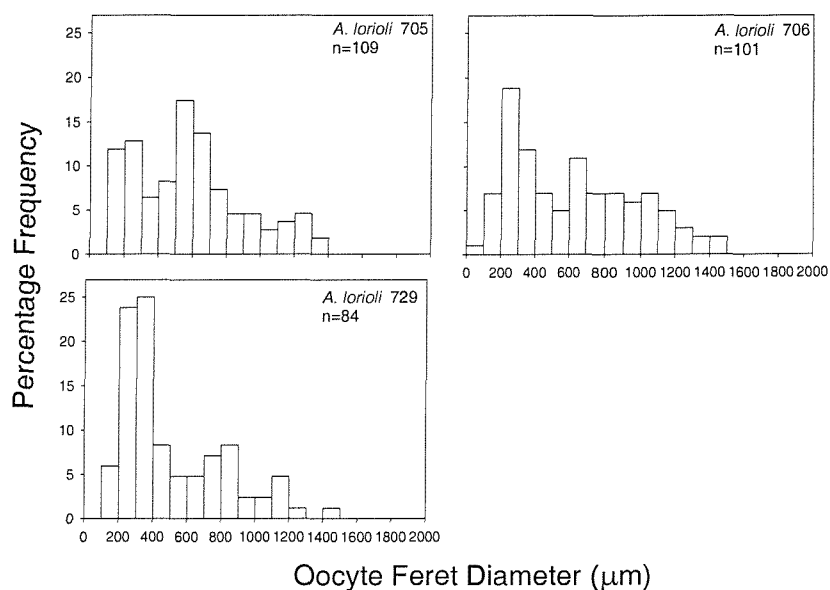 A. lorioli 705
n=109
25
20
15
10
5
0
A. lorioli 706
n=101
0 200 400 600 800 1000 1200 1400 1600 1800 2000
A. lorioli 729
n=84
25
20
15
10
5
0
0 200 400 600 800 1000 1200 1400 1600 1800 2000
Percentage Frequency
Oocyte Feret Diameter (μm)